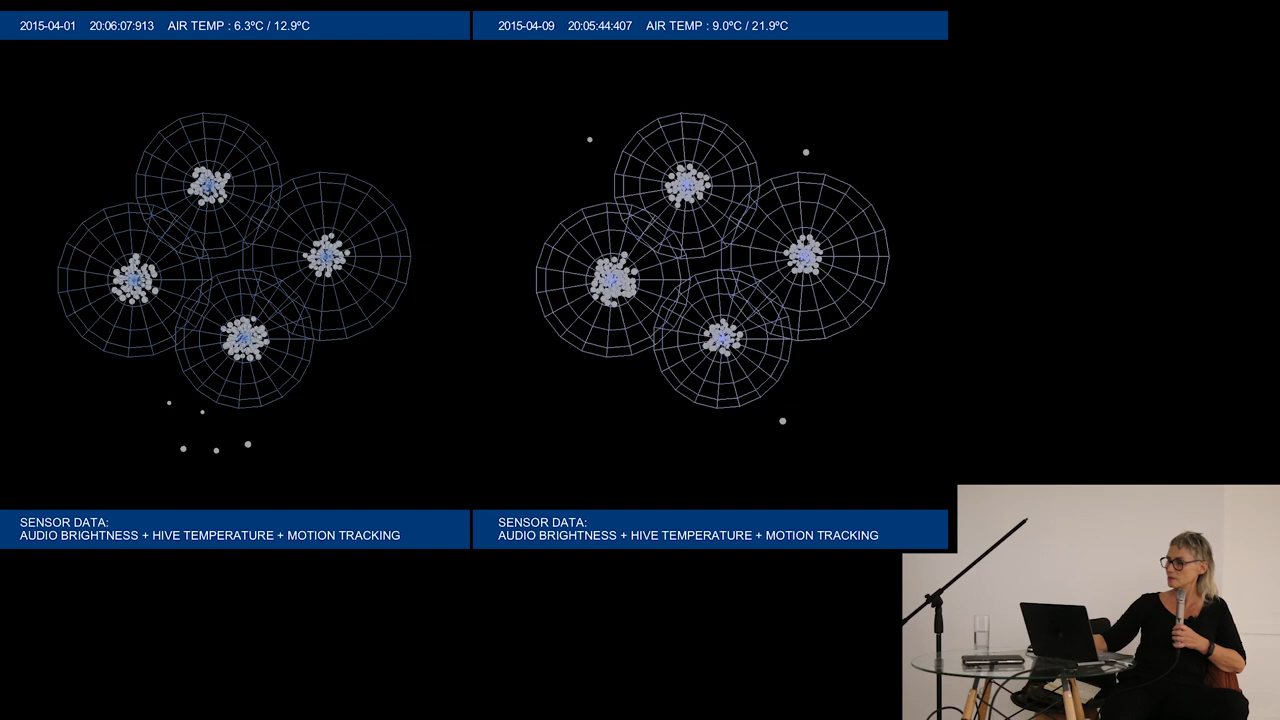 2015-04-01 20:06:07:913 AIR TEMP : 6.3ºC / 12.9ºC
2015-04-09 20:05:44:407 AIR TEMP : 9.0ºC / 21.9ºC
SENSOR DATA:
AUDIO BRIGHTNESS + HIVE TEMPERATURE + MOTION TRACKING
SENSOR DATA:
AUDIO BRIGHTNESS + HIVE TEMPERATURE + MOTION TRACKING